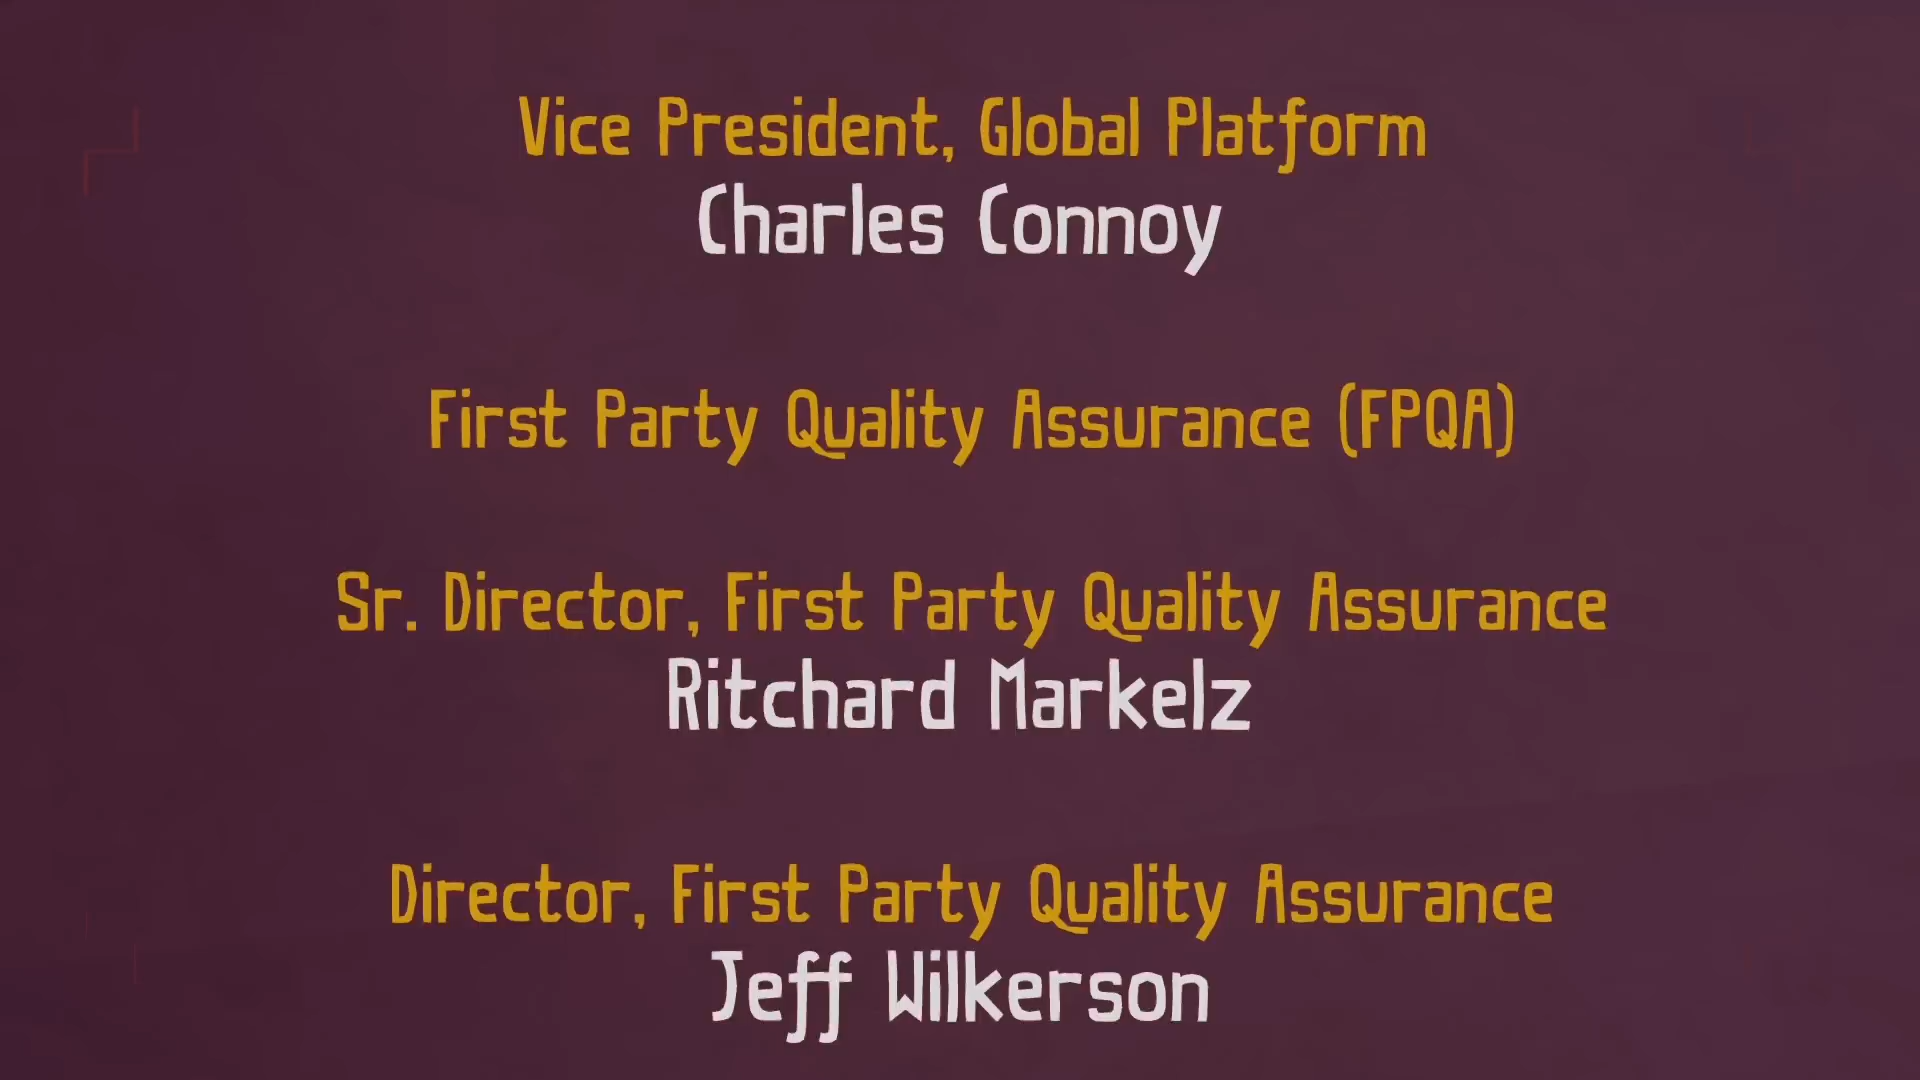 Vice President, Global Platform
Charles Connoy
First Party Quality Assurance (FPQA)
Sr. Director, First Party Quality Assurance
Ritchard Markelz
Director, First Party Quality Assurance
Jeff Wilkerson